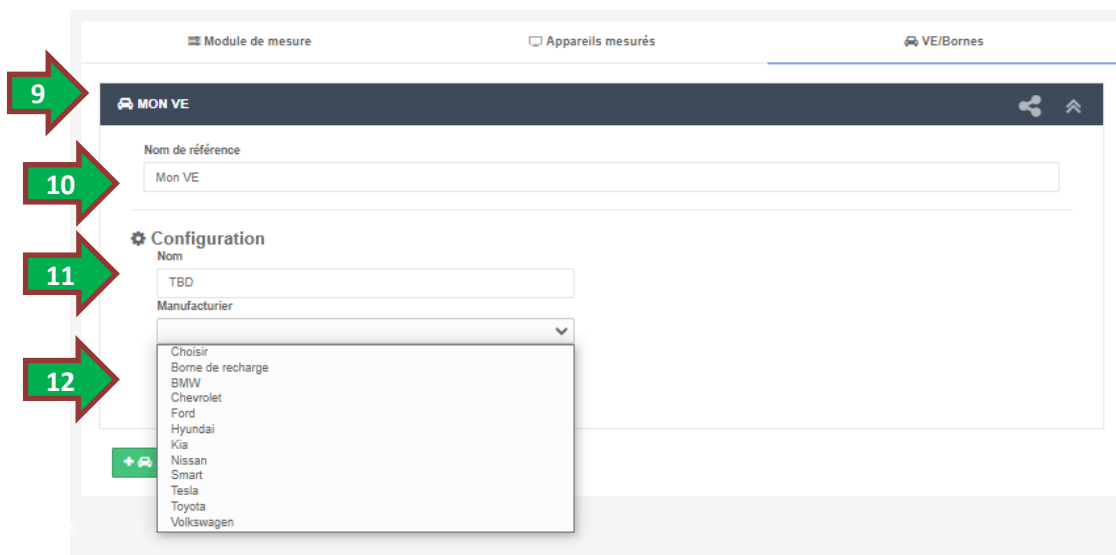 Module de mesure
Appareils mesurés
VE/Bornes
9
MON VE
Nom de référence
10
Mon VE
Configuration
Nom
11
TBD
Manufacturier
Choisir
Borne de recharge
12
BMW
Chevrolet
Ford
Hyundai
Kia
Nissan
Smart
Tesla
Toyota
Volkswagen